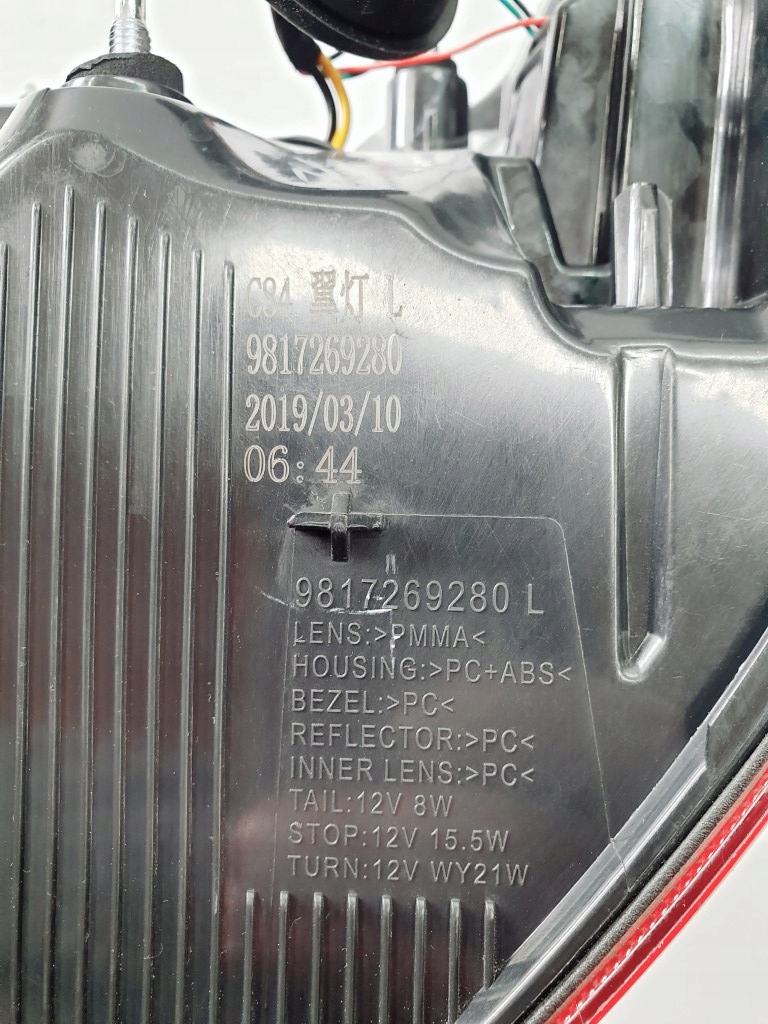 C84 翼灯 L
9817269280
2019/03/10
06:44
9817269280 L
LENS:>PMMA<
HOUSING:>PC+ABS<
BEZEL:>PC<
REFLECTOR:>PC<
INNER LENS:>PC<
TAIL:12V 8W
STOP:12V 15.5W
TURN:12V WY21W